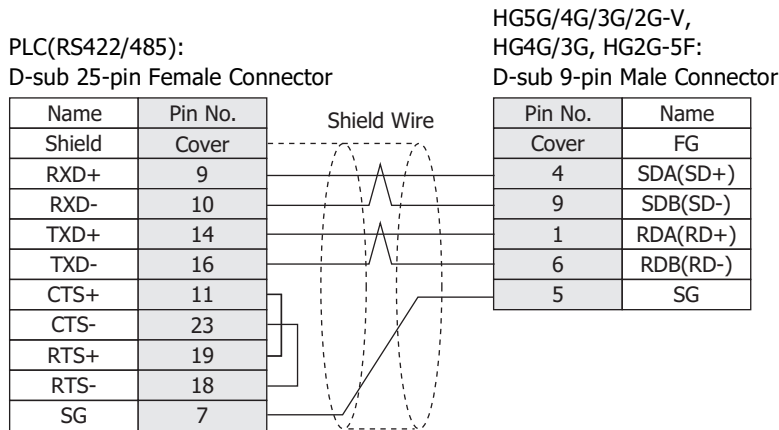 HG5G/4G/3G/2G-V,
PLC(RS422/485):
HG4G/3G, HG2G-5F:
D-sub 25-pin Female Connector
D-sub 9-pin Male Connector
Name Pin No. Shield Wire Pin No. Name
Shield Cover Cover FG
RXD+ 9 4 SDA(SD+)
RXD- 10 9 SDB(SD-)
TXD+ 14 1 RDA(RD+)
TXD- 16 6 RDB(RD-)
CTS+ 11 5 SG
CTS- 23
RTS+ 19
RTS- 18
SG 7